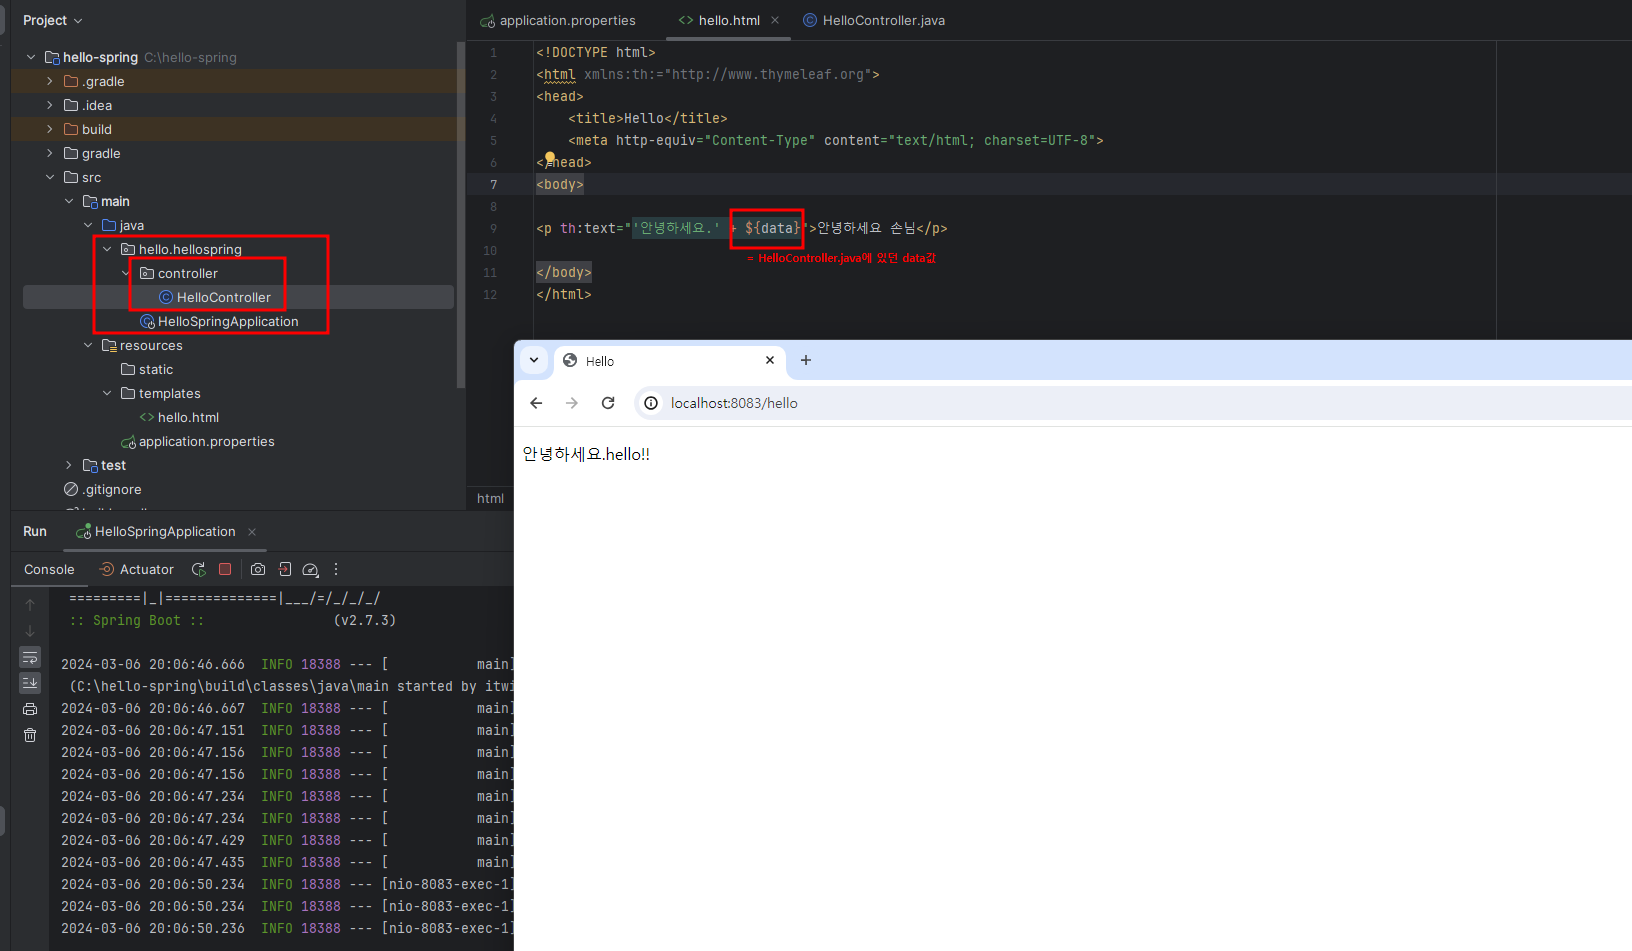 Project
hello-spring C:\hello-spring
.gradle
.idea
build
gradle
src
main
java
hello.hellospring
controller
HelloController
HelloSpringApplication
resources
static
templates
hello.html
application.properties
test
.gitignore
application.properties
hello.html
HelloController.java
1 <!DOCTYPE html>
2 <html xmlns:th:="http://www.thymeleaf.org">
3 <head>
4 <title>Hello</title>
5 <meta http-equiv="Content-Type" content="text/html; charset=UTF-8">
6 </head>
7 <body>
8
9 <p th:text="'안녕하세요.' + ${data}">안녕하세요 손님</p>
10
= HelloController.java에 있던 data값
11 </body>
12 </html>
html
Hello
localhost:8083/hello
안녕하세요.hello!!
Run HelloSpringApplication
Console Actuator
=========|_|==============|___/=/_/_/_/
:: Spring Boot :: (v2.7.3)
2024-03-06 20:06:46.666 INFO 18388 --- [ main]
(C:\hello-spring\build\classes\java\main started by itwi
2024-03-06 20:06:46.667 INFO 18388 --- [ main]
2024-03-06 20:06:47.151 INFO 18388 --- [ main]
2024-03-06 20:06:47.156 INFO 18388 --- [ main]
2024-03-06 20:06:47.156 INFO 18388 --- [ main]
2024-03-06 20:06:47.234 INFO 18388 --- [ main]
2024-03-06 20:06:47.234 INFO 18388 --- [ main]
2024-03-06 20:06:47.429 INFO 18388 --- [ main]
2024-03-06 20:06:47.435 INFO 18388 --- [ main]
2024-03-06 20:06:50.234 INFO 18388 --- [nio-8083-exec-1]
2024-03-06 20:06:50.234 INFO 18388 --- [nio-8083-exec-1]
2024-03-06 20:06:50.236 INFO 18388 --- [nio-8083-exec-1]